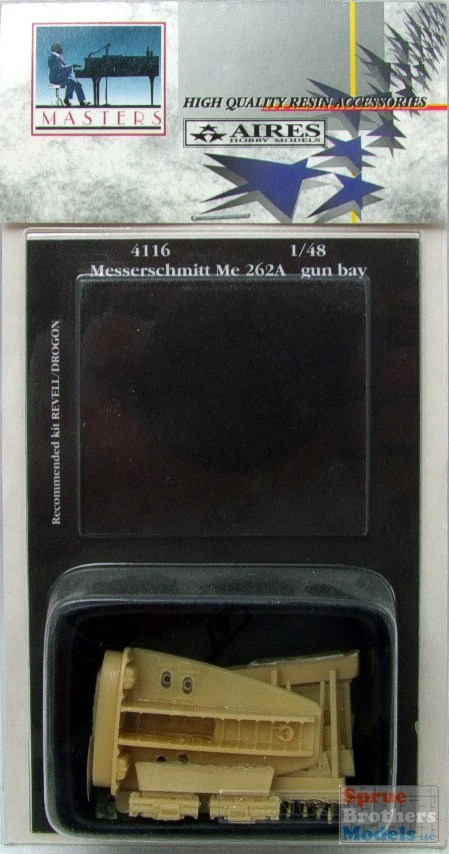 MASTERS
HIGH QUALITY RESIN ACCESSORIES
AIRES
HOBBY MODELS
4116 1/48
Messerschmitt Me 262A gun bay
Recommended kit REVELL/DROGON
Sprue
Brothers
Models LLC